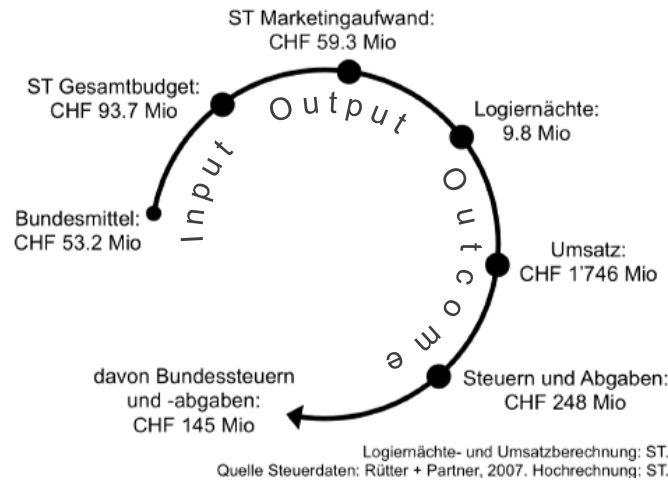 ST Marketingaufwand:
CHF 59.3 Mio
ST Gesamtbudget:
CHF 93.7 Mio
Logiernächte:
9.8 Mio
Input Output Outcome
Bundesmittel:
CHF 53.2 Mio
Umsatz:
CHF 1'746 Mio
davon Bundessteuern
und -abgaben:
CHF 145 Mio
Steuern und Abgaben:
CHF 248 Mio
Logiernächte- und Umsatzberechnung: ST.
Quelle Steuerdaten: Rütter + Partner, 2007. Hochrechnung: ST.